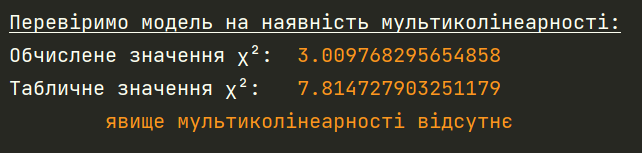 Перевіримо модель на наявність мультиколінеарності:
Обчислене значення χ²: 3.009768295654858
Табличне значення χ²: 7.814727903251179
явище мультиколінеарності відсутнє